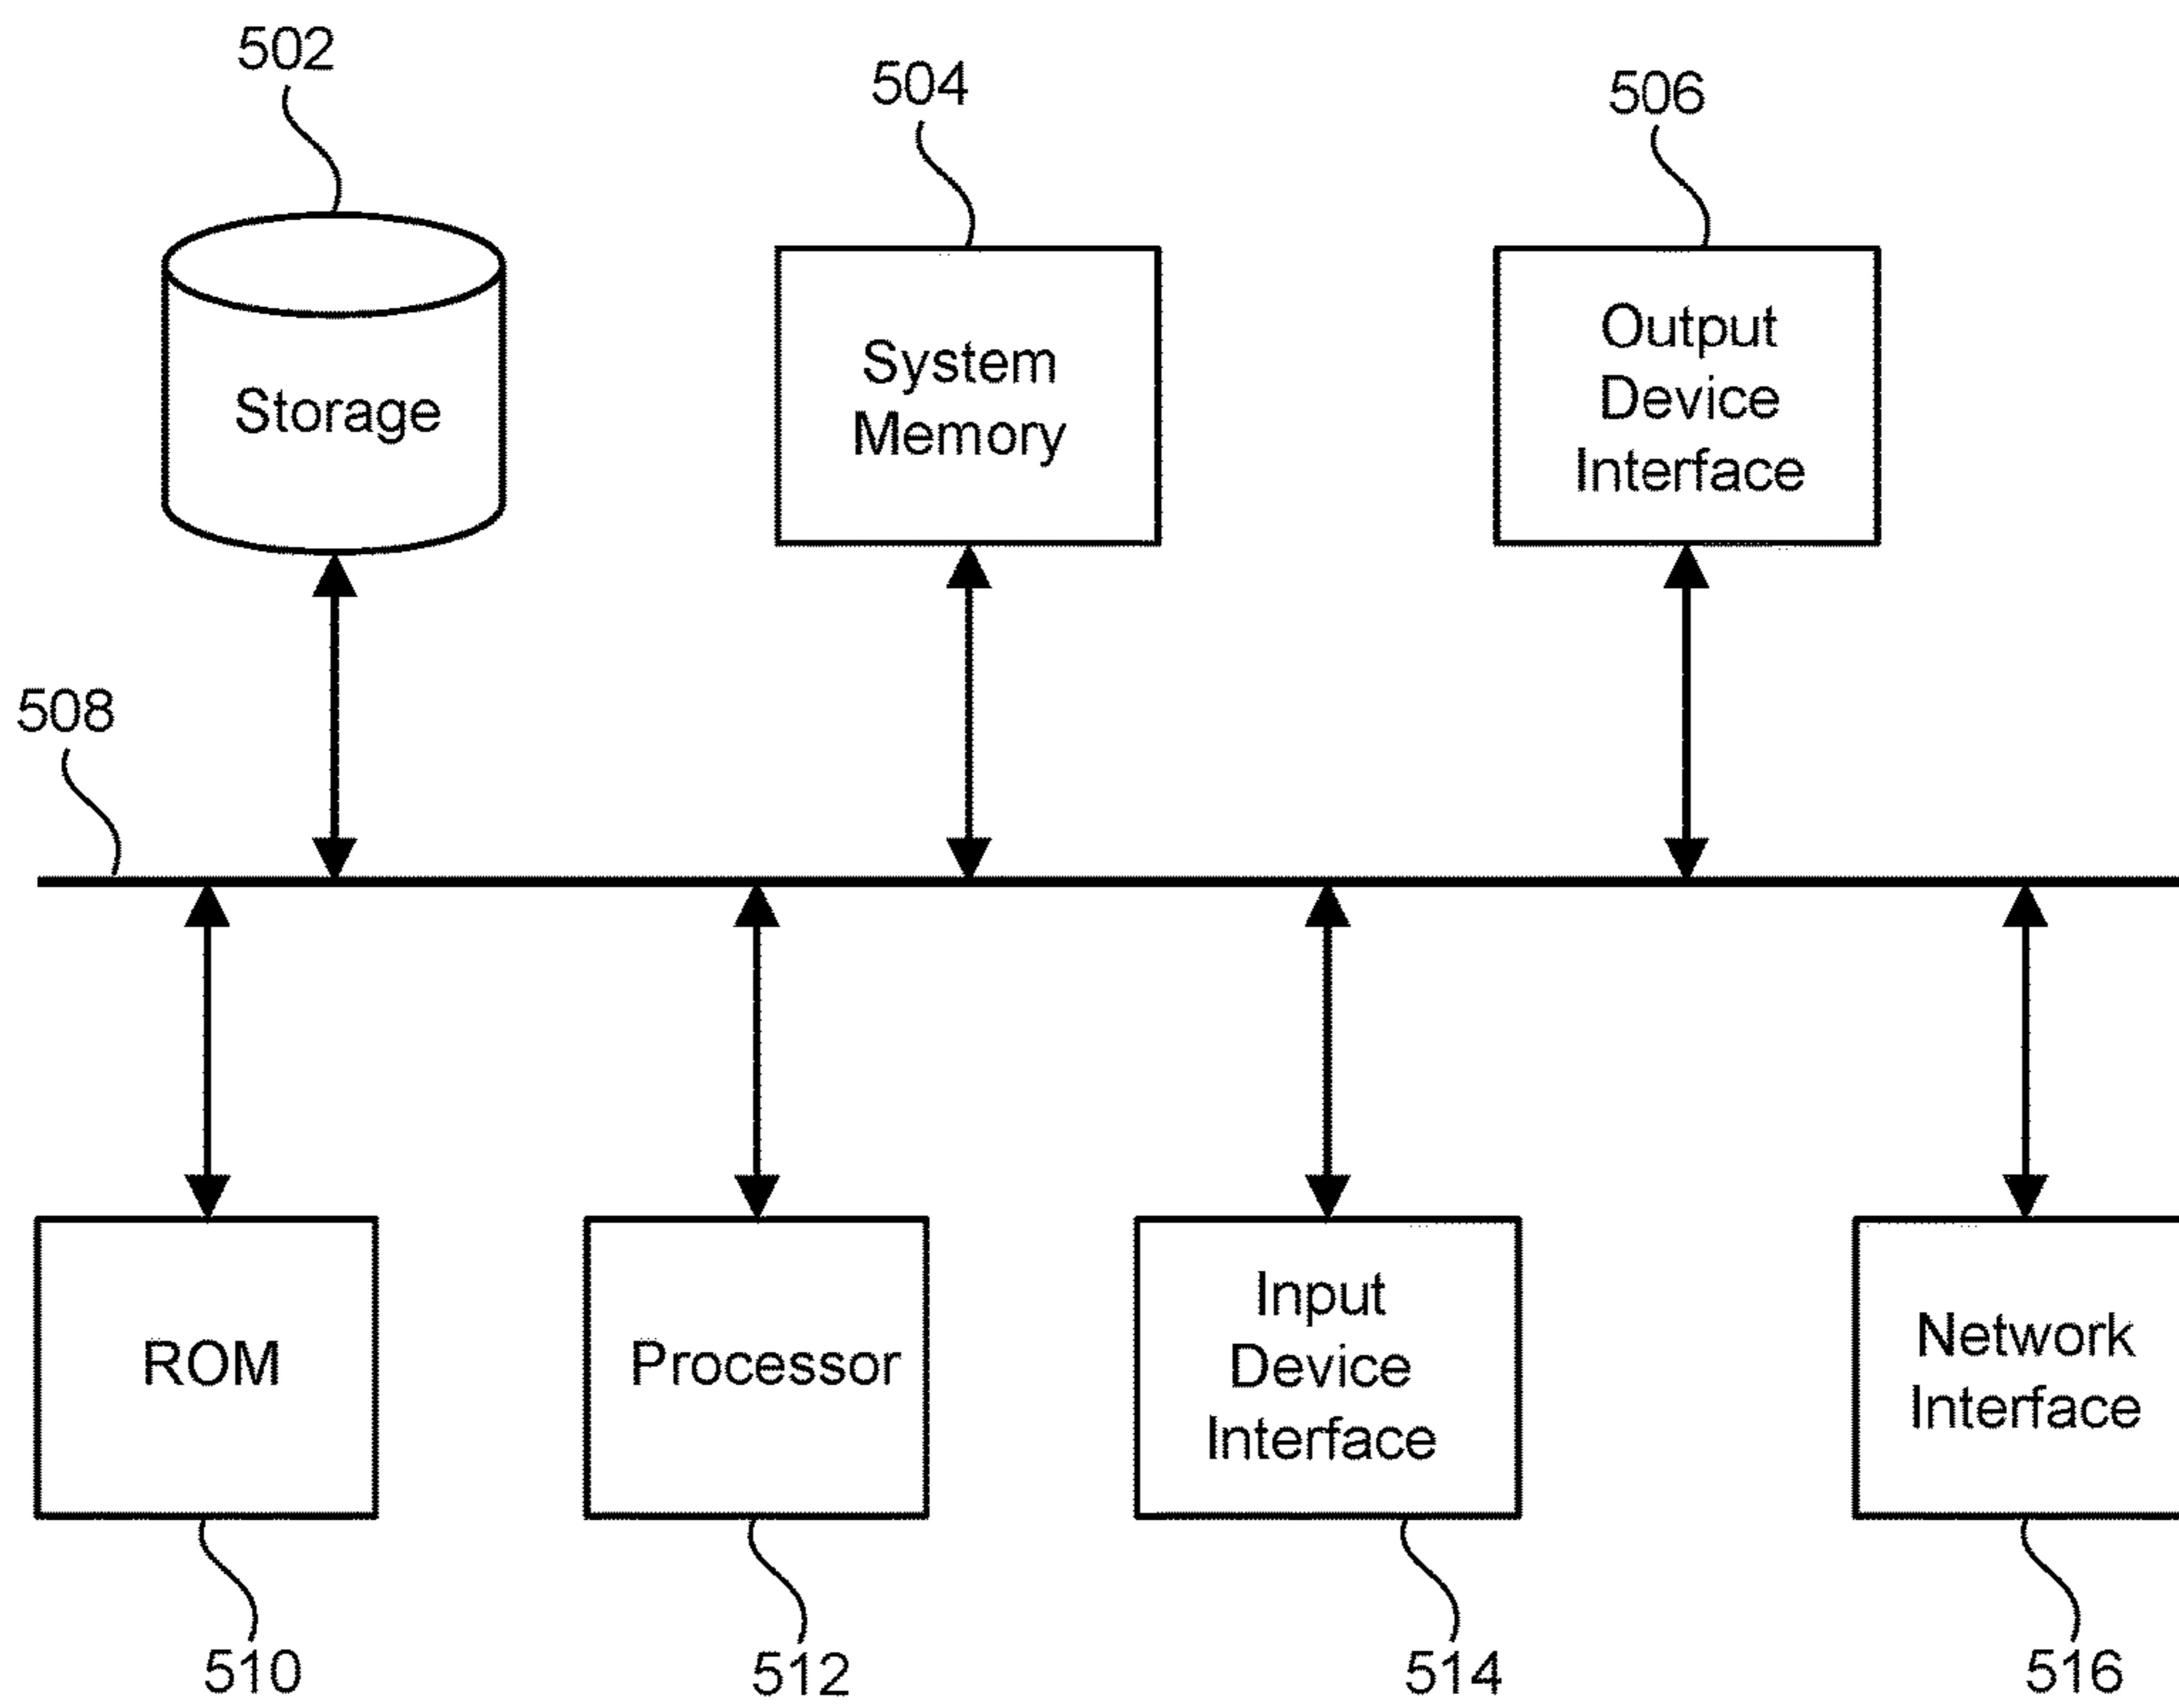 502
504
506
Storage
System
Memory
Output
Device
Interface
508
ROM
Processor
Input
Device
Interface
Network
Interface
510
512
514
516